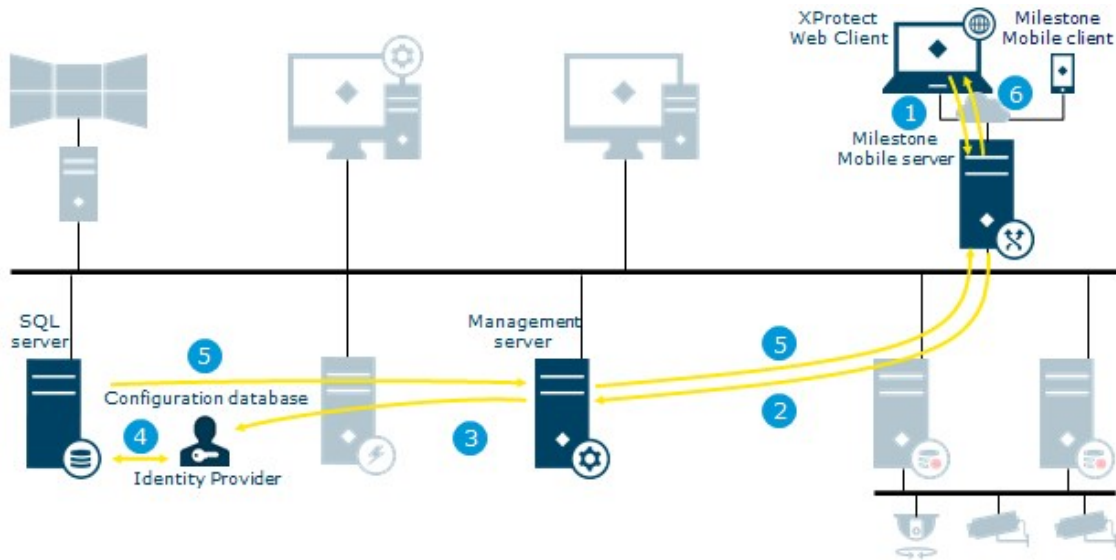 XProtect
Web Client
Milestone
Mobile client
1
6
Milestone
Mobile server
SQL
server
Management
server
5
5
Configuration database
2
4
3
Identity Provider